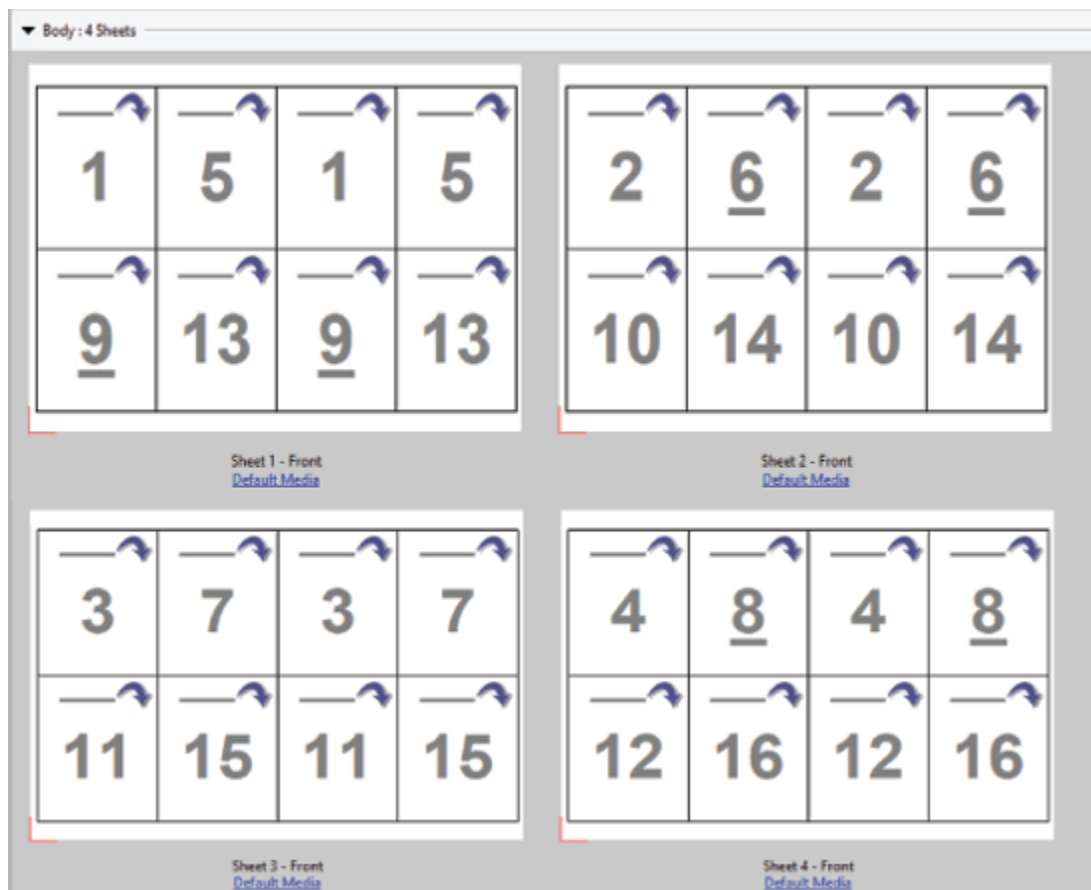 Body : 4 Sheets
1 5 1 5
9 13 9 13
Sheet 1 - Front
Default Media
2 6 2 6
10 14 10 14
Sheet 2 - Front
Default Media
3 7 3 7
11 15 11 15
Sheet 3 - Front
Default Media
4 8 4 8
12 16 12 16
Sheet 4 - Front
Default Media